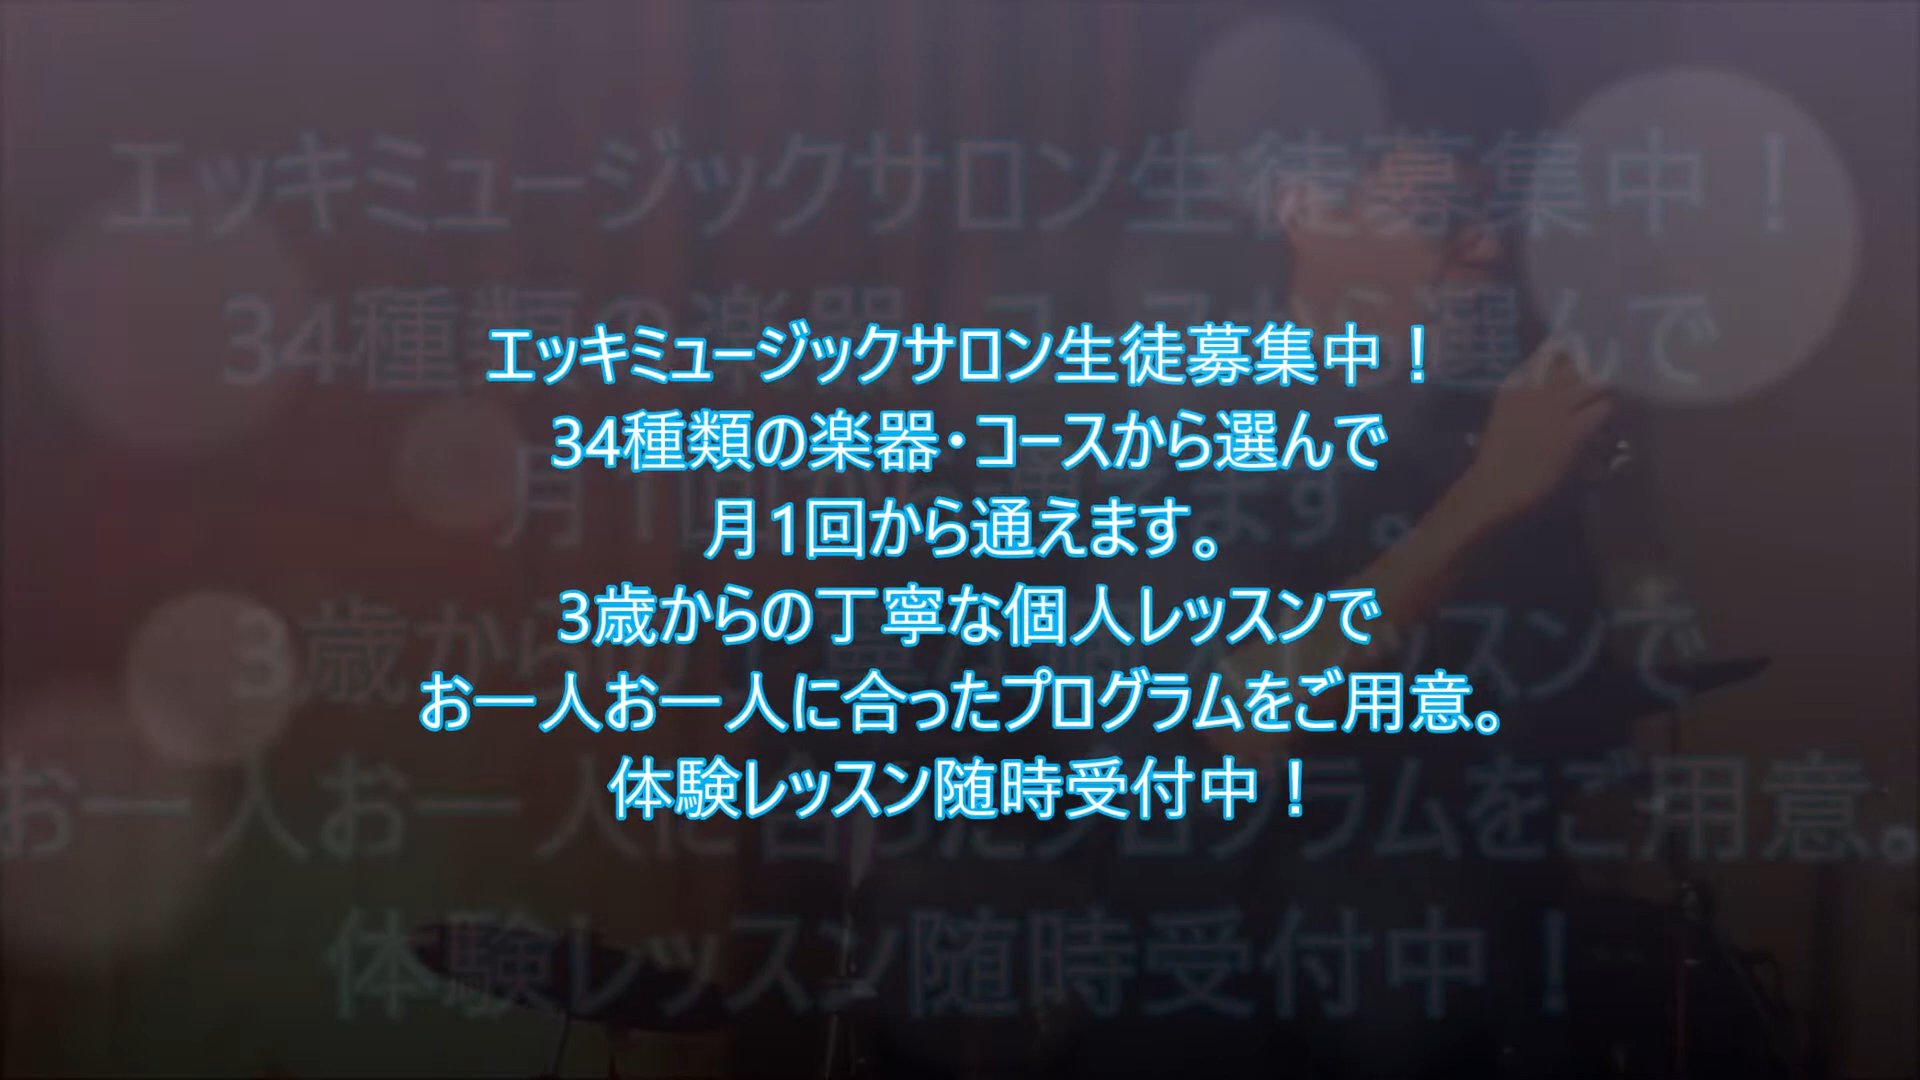 エッキミュージックサロン生徒募集中！
34種類の楽器・コースから選んで
月1回から通えます。
3歳からの丁寧な個人レッスンで
お一人お一人に合ったプログラムをご用意。
体験レッスン随時受付中！